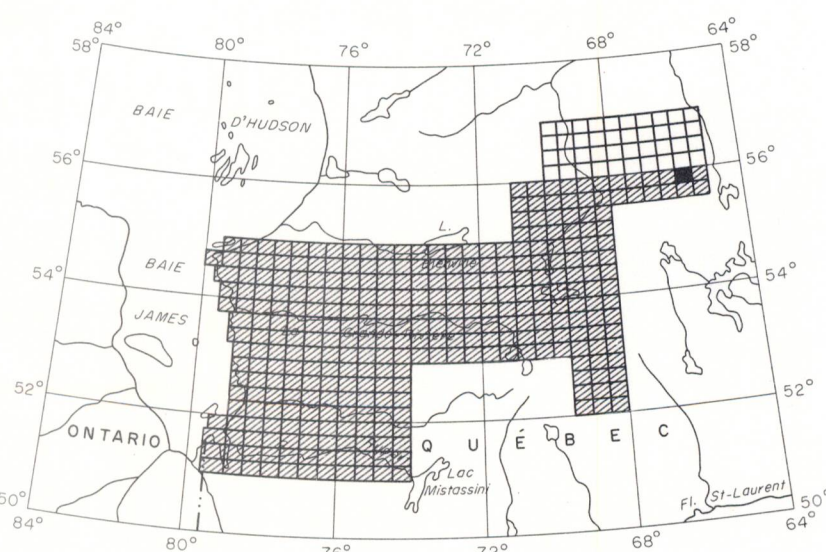 84° 80° 76° 72° 68° 64°
58° 58°
BAIE
D'HUDSON
56° 56°
L.
BAIE
54° 54°
JAMES
52° 52°
ONTARIO
Q U É B E C
Lac
Mistassini
Fl. St-Laurent
50° 50°
84° 80° 76° 72° 68° 64°